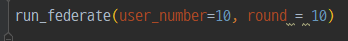 run_federate(user_number=10, round = 10)